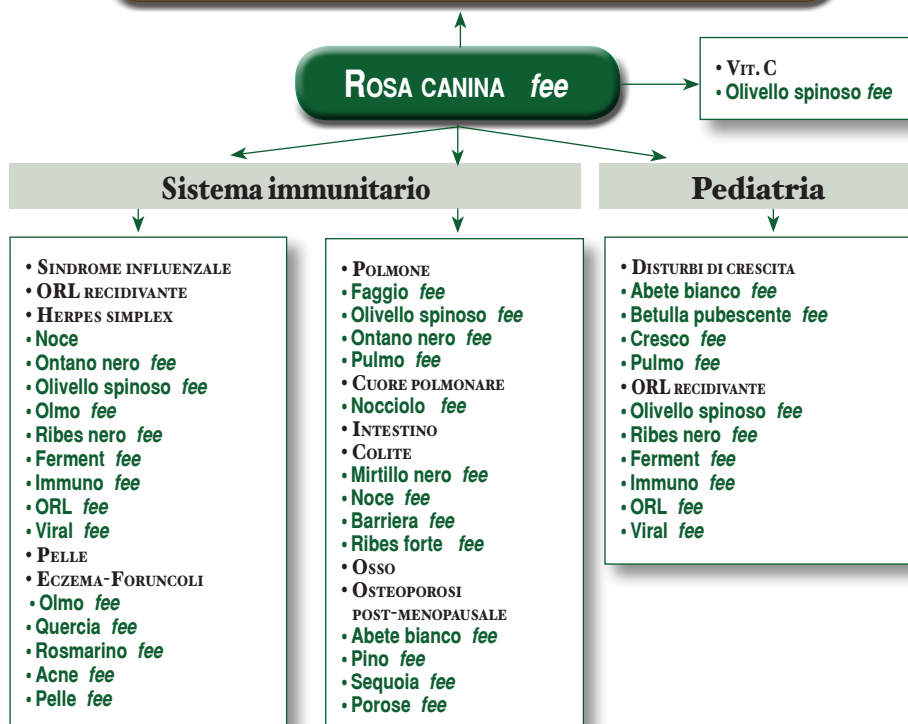 ROSA CANINA fee
• VIT. C
• Olivello spinoso fee
Sistema immunitario
• SINDROME INFLUENZALE
• ORL RECIDIVANTE
• HERPES SIMPLEX
• Noce
• Ontano nero fee
• Olivello spinoso fee
• Olmo fee
• Ribes nero fee
• Ferment fee
• Immuno fee
• ORL fee
• Viral fee
• PELLE
• ECZEMA-FORUNCOLI
• Olmo fee
• Quercia fee
• Rosmarino fee
• Acne fee
• Pelle fee
• POLMONE
• Faggio fee
• Olivello spinoso fee
• Ontano nero fee
• Pulmo fee
• CUORE POLMONARE
• Nocciolo fee
• INTESTINO
• COLITE
• Mirtillo nero fee
• Noce fee
• Barriera fee
• Ribes forte fee
• OSSO
• OSTEOPOROSI
POST-MENOPAUSALE
• Abete bianco fee
• Pino fee
• Sequoia fee
• Porose fee
Pediatria
• DISTURBI DI CRESCITA
• Abete bianco fee
• Betulla pubescente fee
• Cresco fee
• Pulmo fee
• ORL RECIDIVANTE
• Olivello spinoso fee
• Ribes nero fee
• Ferment fee
• Immuno fee
• ORL fee
• Viral fee